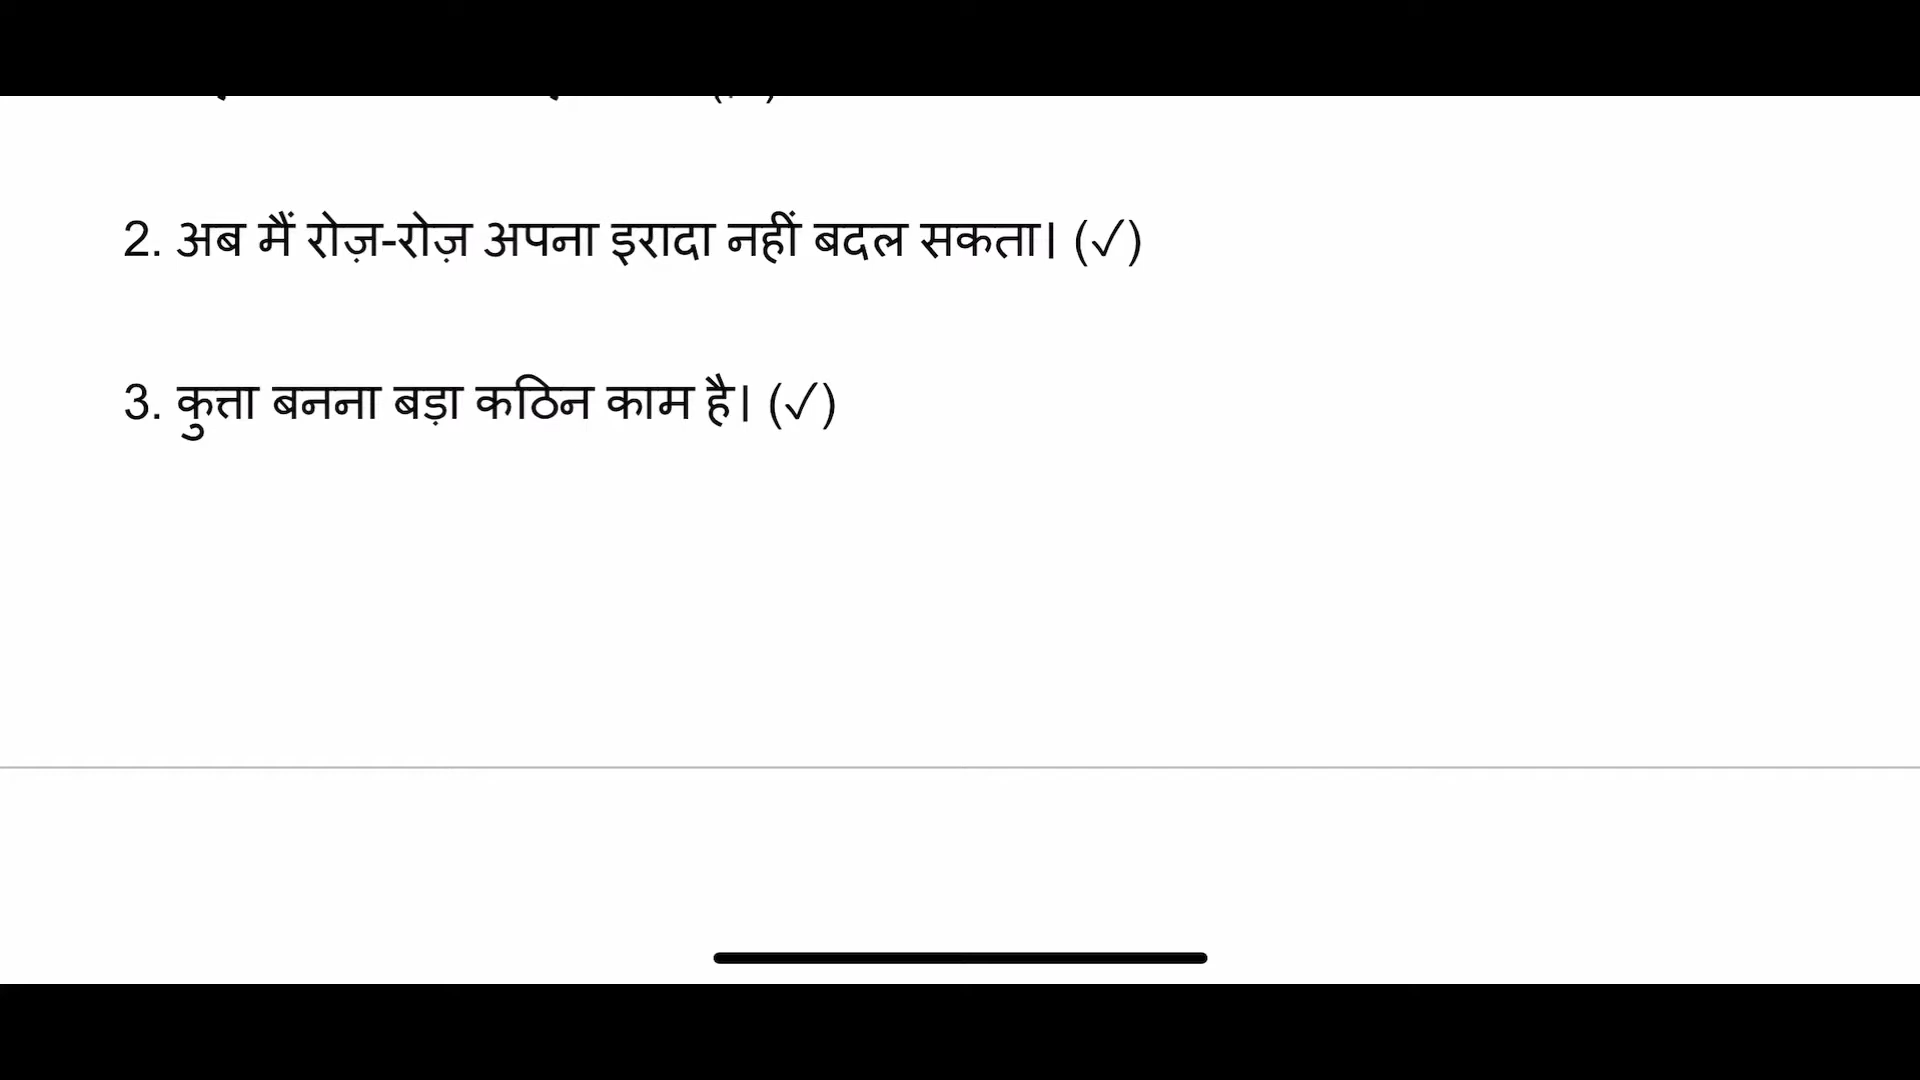 2. अब मैं रोज़-रोज़ अपना इरादा नहीं बदल सकता। (✓)
3. कुत्ता बनना बड़ा कठिन काम है। (✓)